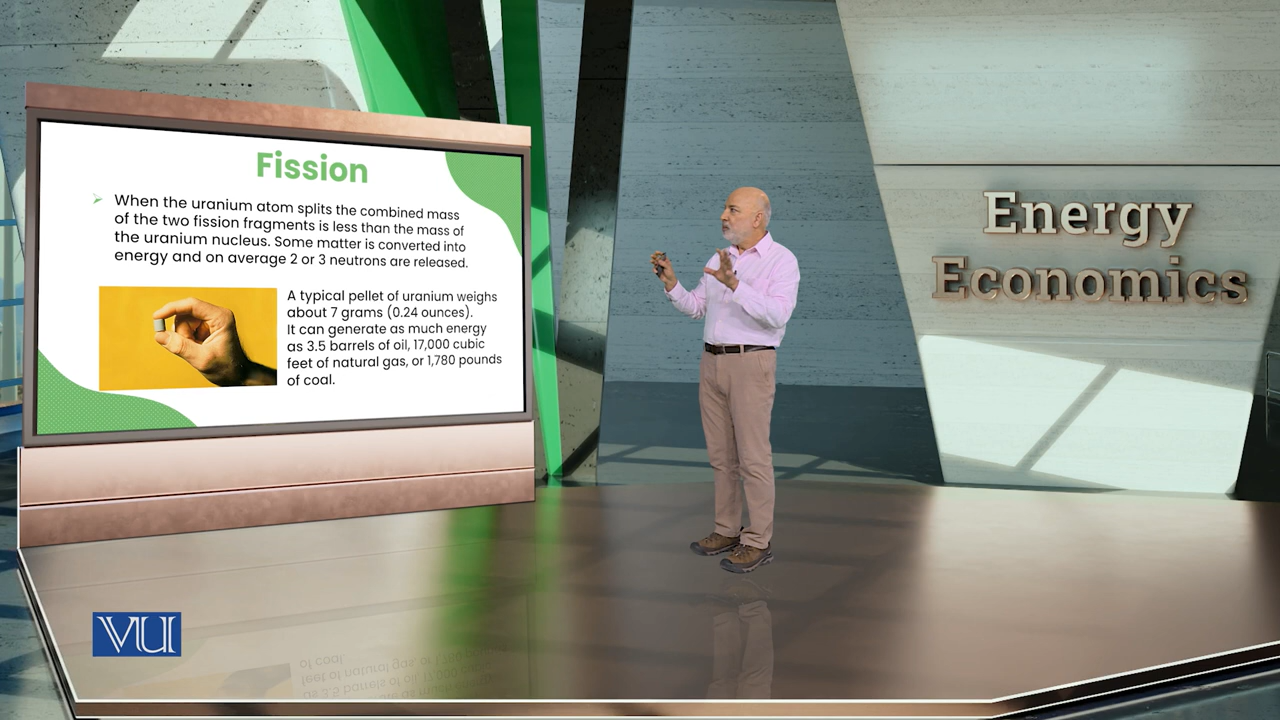 Fission
When the uranium atom splits the combined mass
of the two fission fragments is less than the mass of
the uranium nucleus. Some matter is converted into
energy and on average 2 or 3 neutrons are released.
A typical pellet of uranium weighs
about 7 grams (0.24 ounces).
It can generate as much energy
as 3.5 barrels of oil, 17,000 cubic
feet of natural gas, or 1,780 pounds
of coal.
Energy
Economics
VU